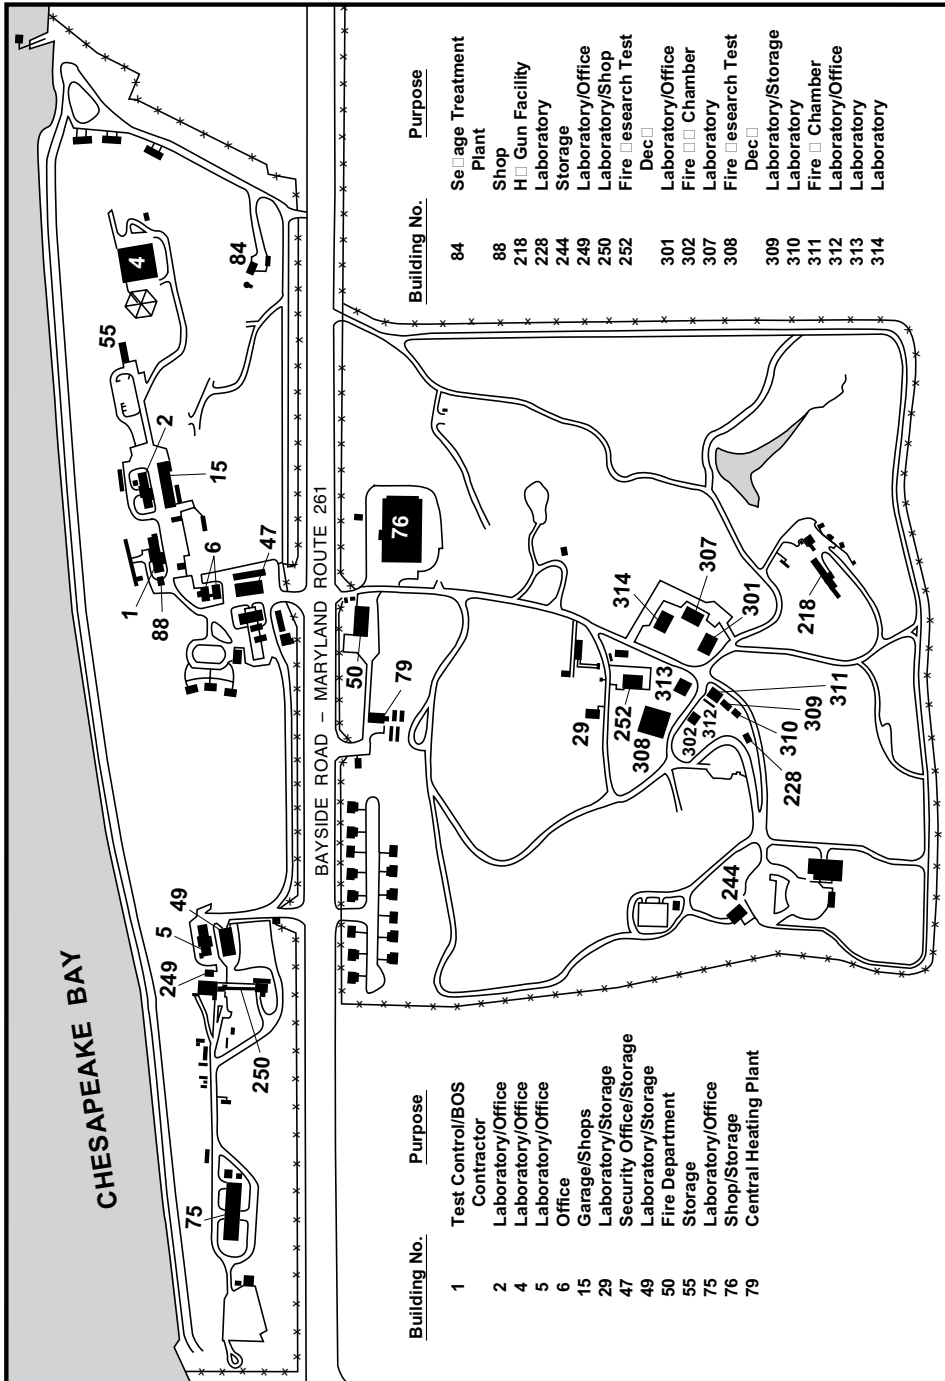 CHESAPEAKE BAY
BAYSIDE ROAD – MARYLAND ROUTE 261
75
250
249
5
49
88
1
6
47
15
2
55
4
84
79
50
76
29
252
308
313
314
307
301
302
312
311
309
310
228
244
218
Building No. Purpose
1 Test Control/BOS
Contractor
2 Laboratory/Office
4 Laboratory/Office
5 Laboratory/Office
6 Office
15 Garage/Shops
29 Laboratory/Storage
47 Security Office/Storage
49 Laboratory/Storage
50 Fire Department
55 Storage
75 Laboratory/Office
76 Shop/Storage
79 Central Heating Plant
Building No. Purpose
84 Se□age Treatment
Plant
88 Shop
218 H□ Gun Facility
228 Laboratory
244 Storage
249 Laboratory/Office
250 Laboratory/Shop
252 Fire □esearch Test
Dec□
301 Laboratory/Office
302 Fire □□ Chamber
307 Laboratory
308 Fire □esearch Test
Dec□
309 Laboratory/Storage
310 Laboratory
311 Fire □ Chamber
312 Laboratory/Office
313 Laboratory
314 Laboratory